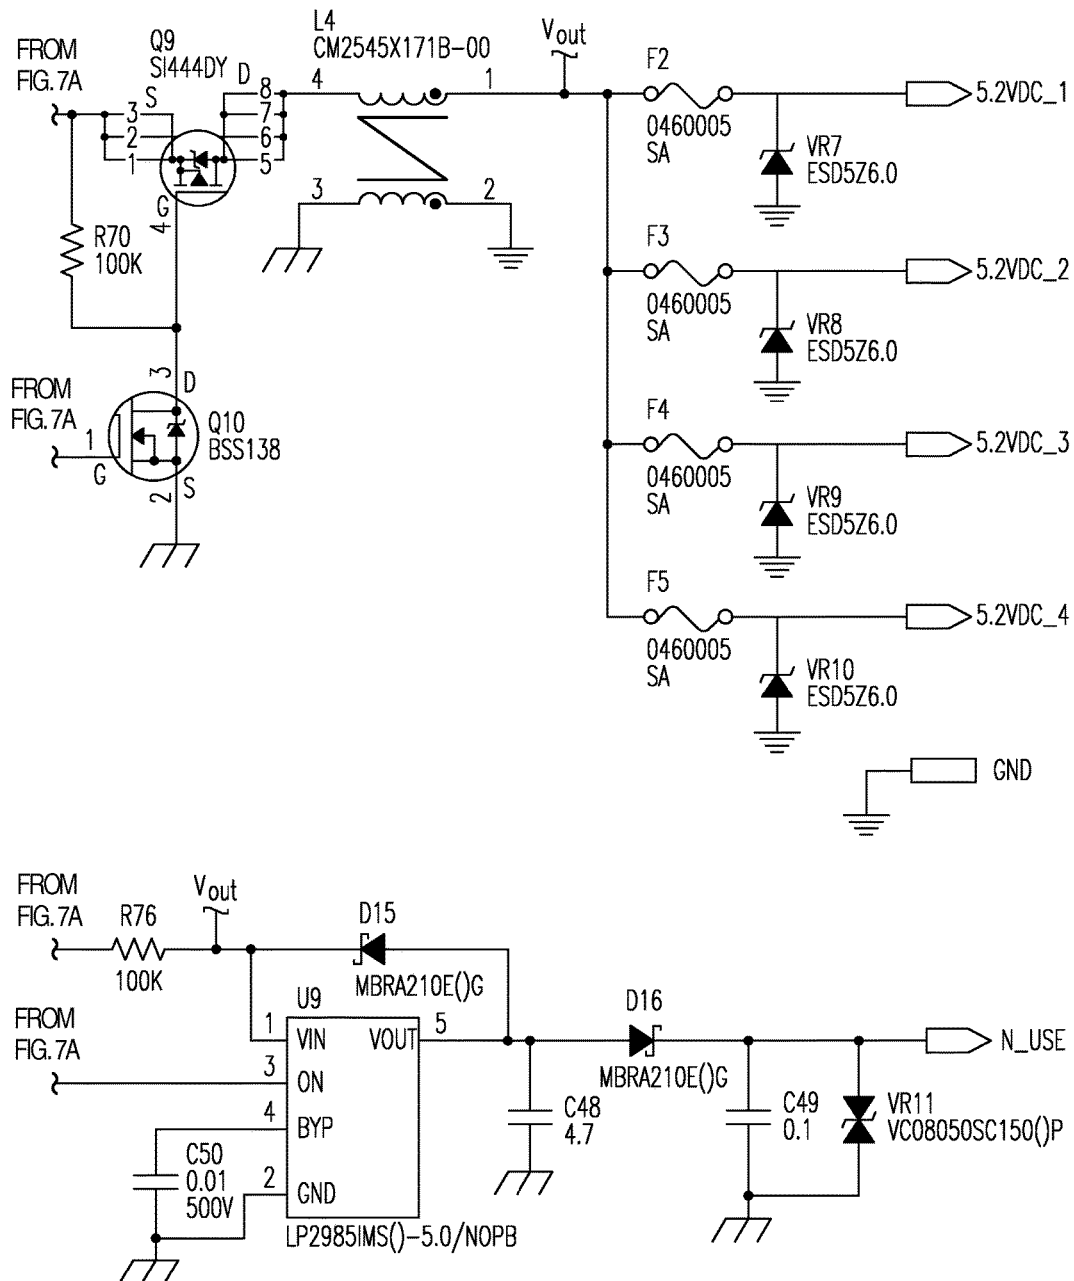 FROM
FIG.7A
Q9
SI444DY
S
D
3
2
1
8
7
6
5
G
4
R70
100K
L4
CM2545X171B-00
4
1
3
2
Vout
F2
0460005
SA
VR7
ESD5Z6.0
5.2VDC_1
F3
0460005
SA
VR8
ESD5Z6.0
5.2VDC_2
FROM
FIG.7A
3
D
1
G
Q10
BSS138
2
S
F4
0460005
SA
VR9
ESD5Z6.0
5.2VDC_3
F5
0460005
SA
VR10
ESD5Z6.0
5.2VDC_4
GND
FROM
FIG.7A
R76
100K
Vout
D15
MBRA210E()G
FROM
FIG.7A
U9
1
VIN
VOUT
5
3
ON
4
BYP
2
GND
LP2985IMS()-5.0/NOPB
C50
0.01
500V
C48
4.7
D16
MBRA210E()G
C49
0.1
VR11
VC08050SC150()P
N_USE